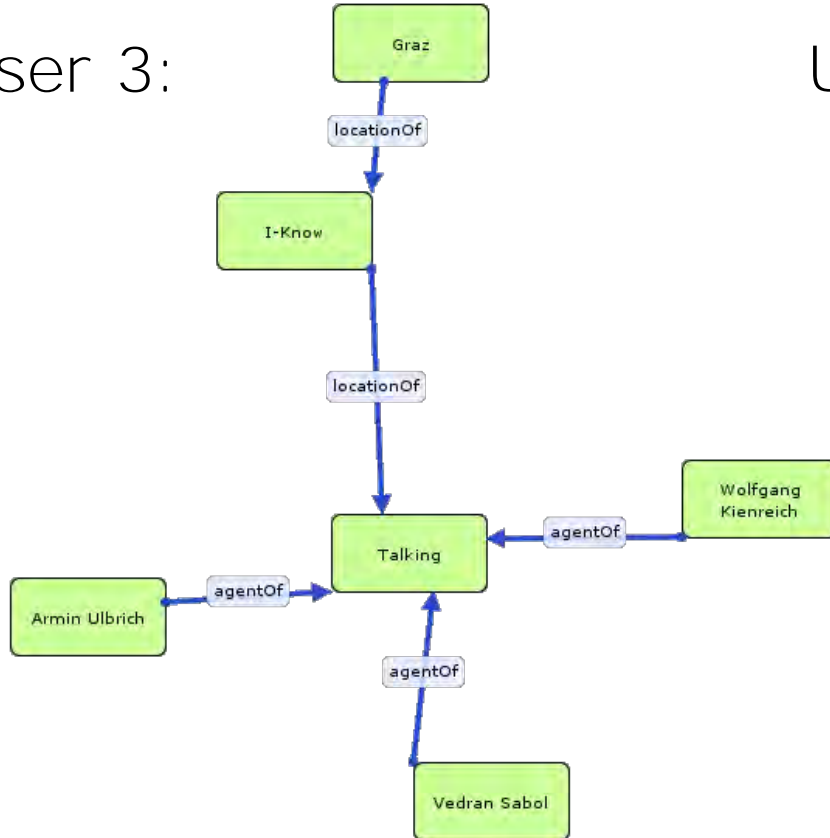 Graz
ser 3:
U
locationOf
I-Know
locationOf
Wolfgang
Kienreich
agentOf
Talking
agentOf
Armin Ulbrich
agentOf
Vedran Sabol